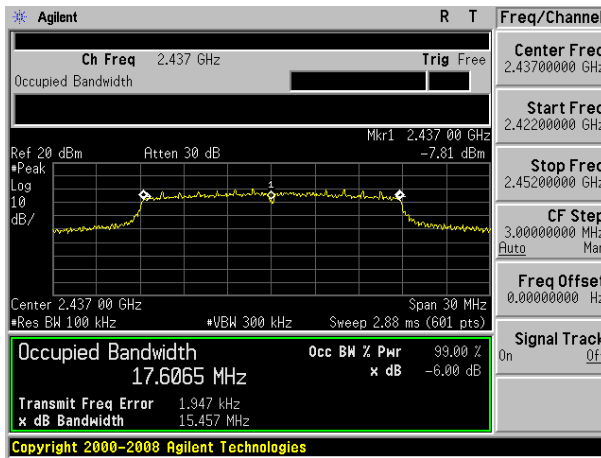 Agilent R T Freq/Channel
Ch Freq 2.437 GHz Trig Free
Occupied Bandwidth
Center Freq
2.43700000 GHz
Start Freq
2.42200000 GHz
Stop Freq
2.45200000 GHz
CF Step
3.00000000 MHz
Auto Man
Freq Offset
0.00000000 Hz
Signal Track
On Off
Mkr1 2.437 00 GHz
Ref 20 dBm Atten 30 dB -7.81 dBm
#Peak
Log
10
dB/
1
Center 2.437 00 GHz Span 30 MHz
#Res BW 100 kHz #VBW 300 kHz Sweep 2.88 ms (601 pts)
Occupied Bandwidth Occ BW % Pwr 99.00 %
17.6065 MHz x dB -6.00 dB
Transmit Freq Error 1.947 kHz
x dB Bandwidth 15.457 MHz
Copyright 2000-2008 Agilent Technologies